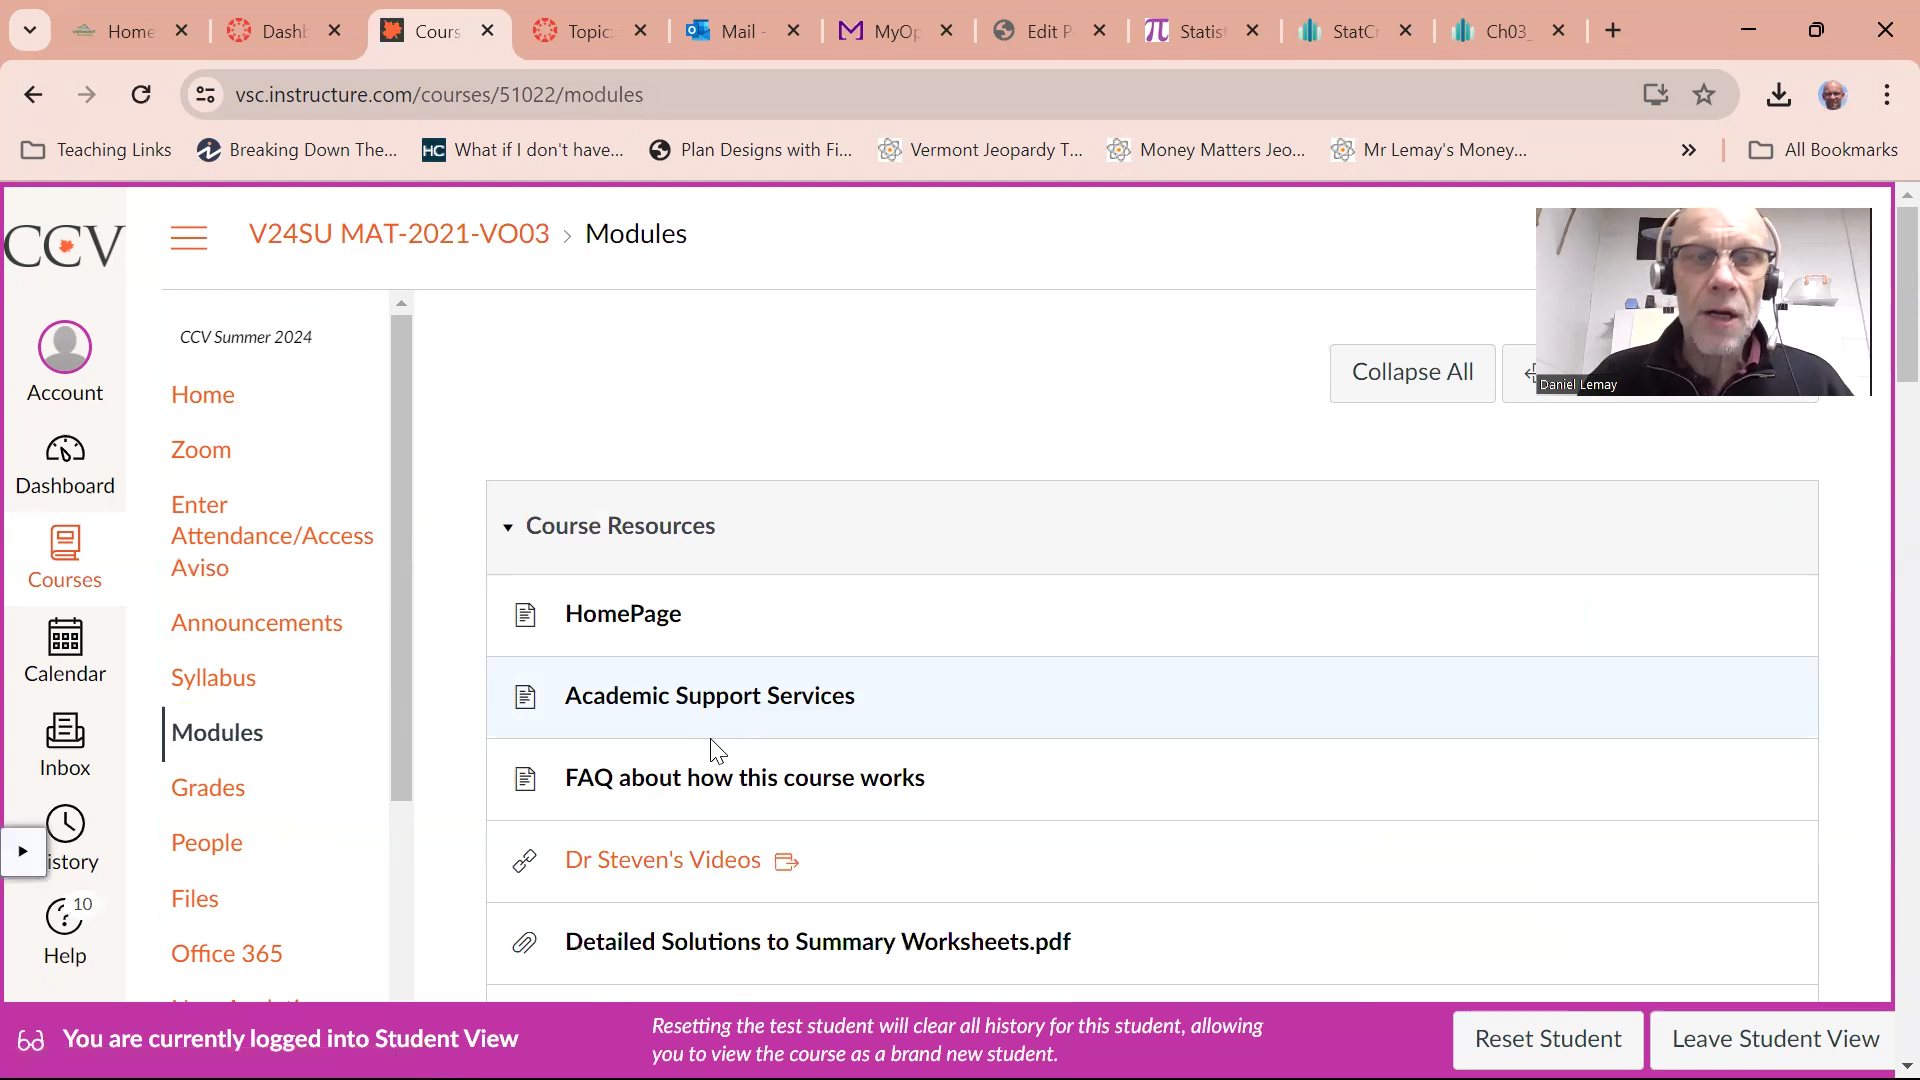 Home
Dashb
Cours
Topic:
Mail -
MyOp
Edit P
Statist
StatCr
Ch03_
vsc.instructure.com/courses/51022/modules
Teaching Links
Breaking Down The...
HC What if I don't have...
Plan Designs with Fi...
Vermont Jeopardy T...
Money Matters Jeo...
Mr Lemay's Money...
»
All Bookmarks
CCV
V24SU MAT-2021-VO03 › Modules
Daniel Lemay
Account
Dashboard
Courses
Calendar
Inbox
istory
10
Help
CCV Summer 2024
Home
Zoom
Enter
Attendance/Access
Aviso
Announcements
Syllabus
Modules
Grades
People
Files
Office 365
Collapse All
Course Resources
HomePage
Academic Support Services
FAQ about how this course works
Dr Steven's Videos
Detailed Solutions to Summary Worksheets.pdf
You are currently logged into Student View
Resetting the test student will clear all history for this student, allowing
you to view the course as a brand new student.
Reset Student
Leave Student View